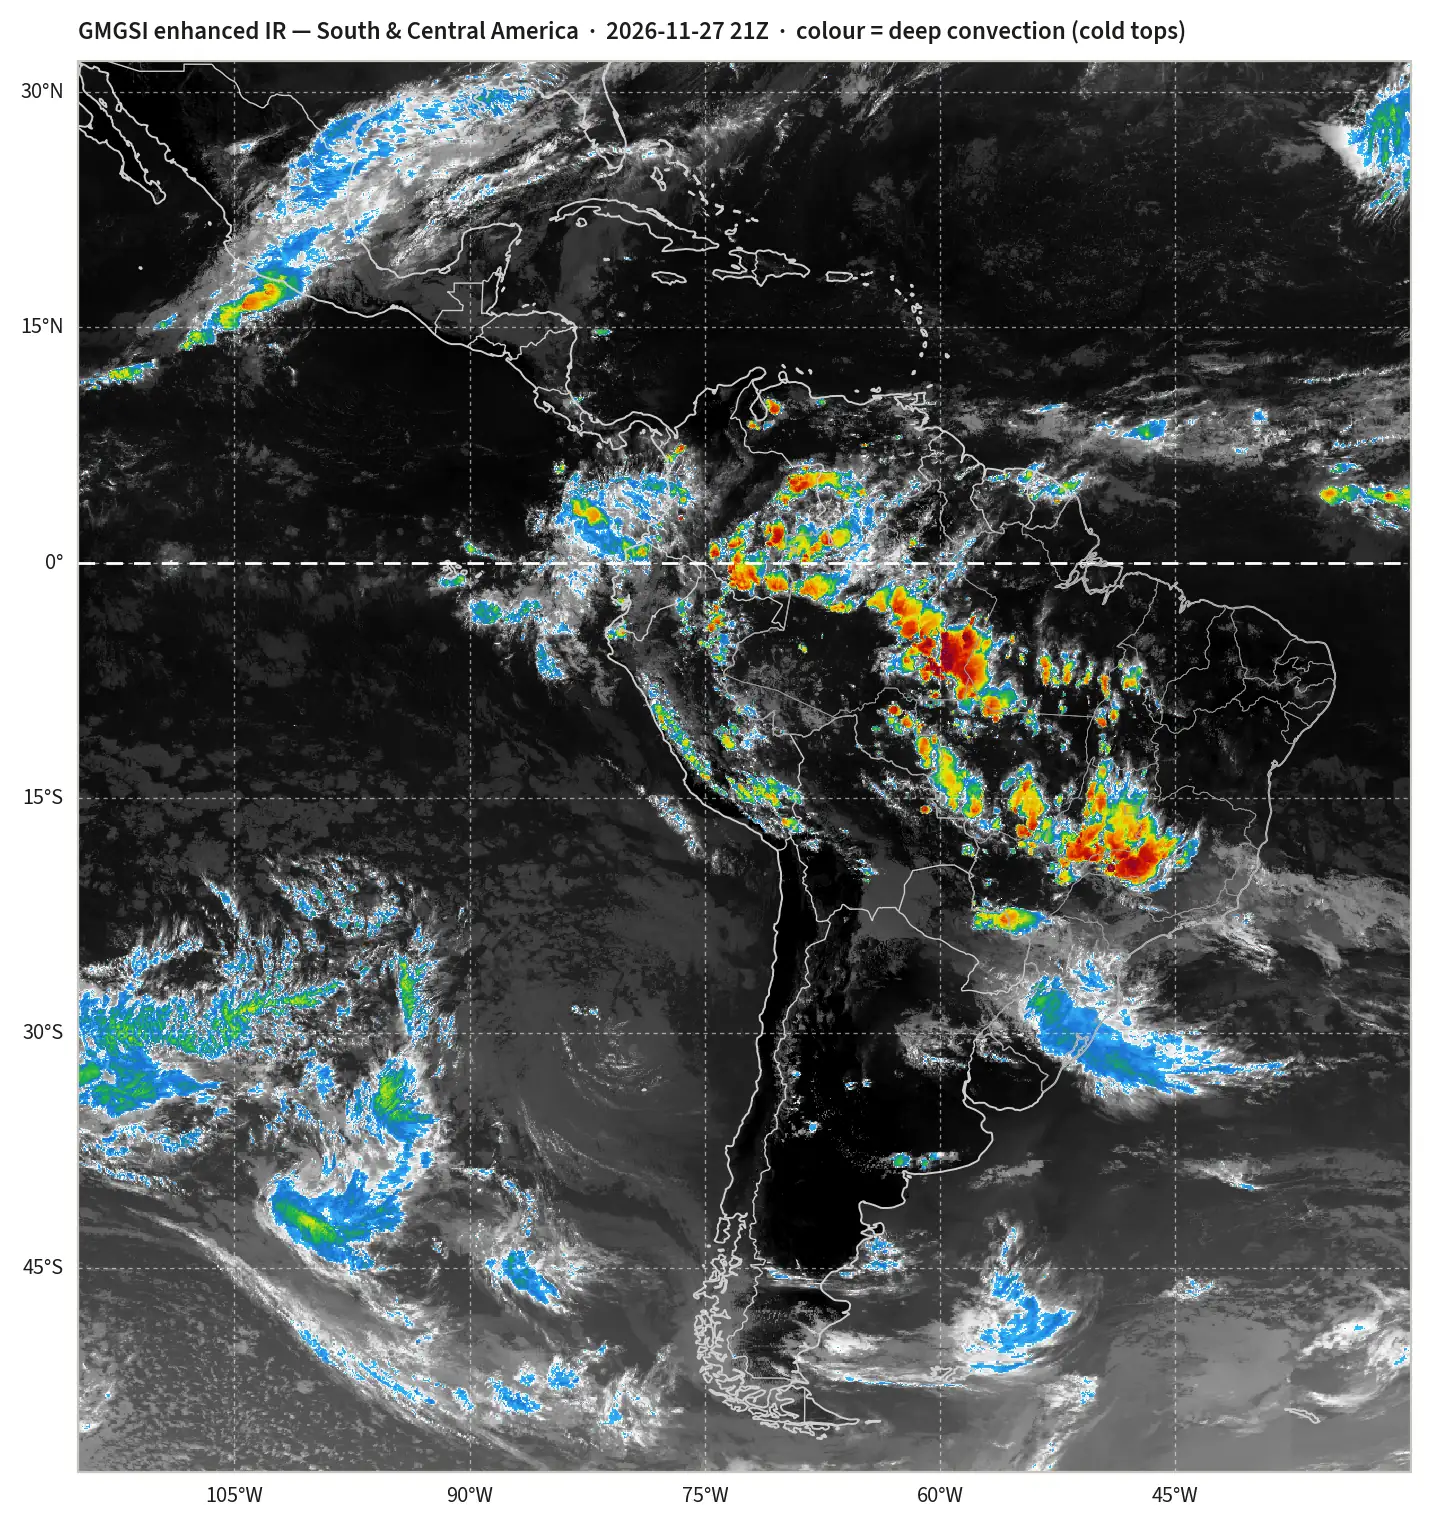 GMGSI enhanced IR — South & Central America · 2026-11-27 21Z · colour = deep convection (cold tops)
30°N
15°N
0°
15°S
30°S
45°S
105°W
90°W
75°W
60°W
45°W